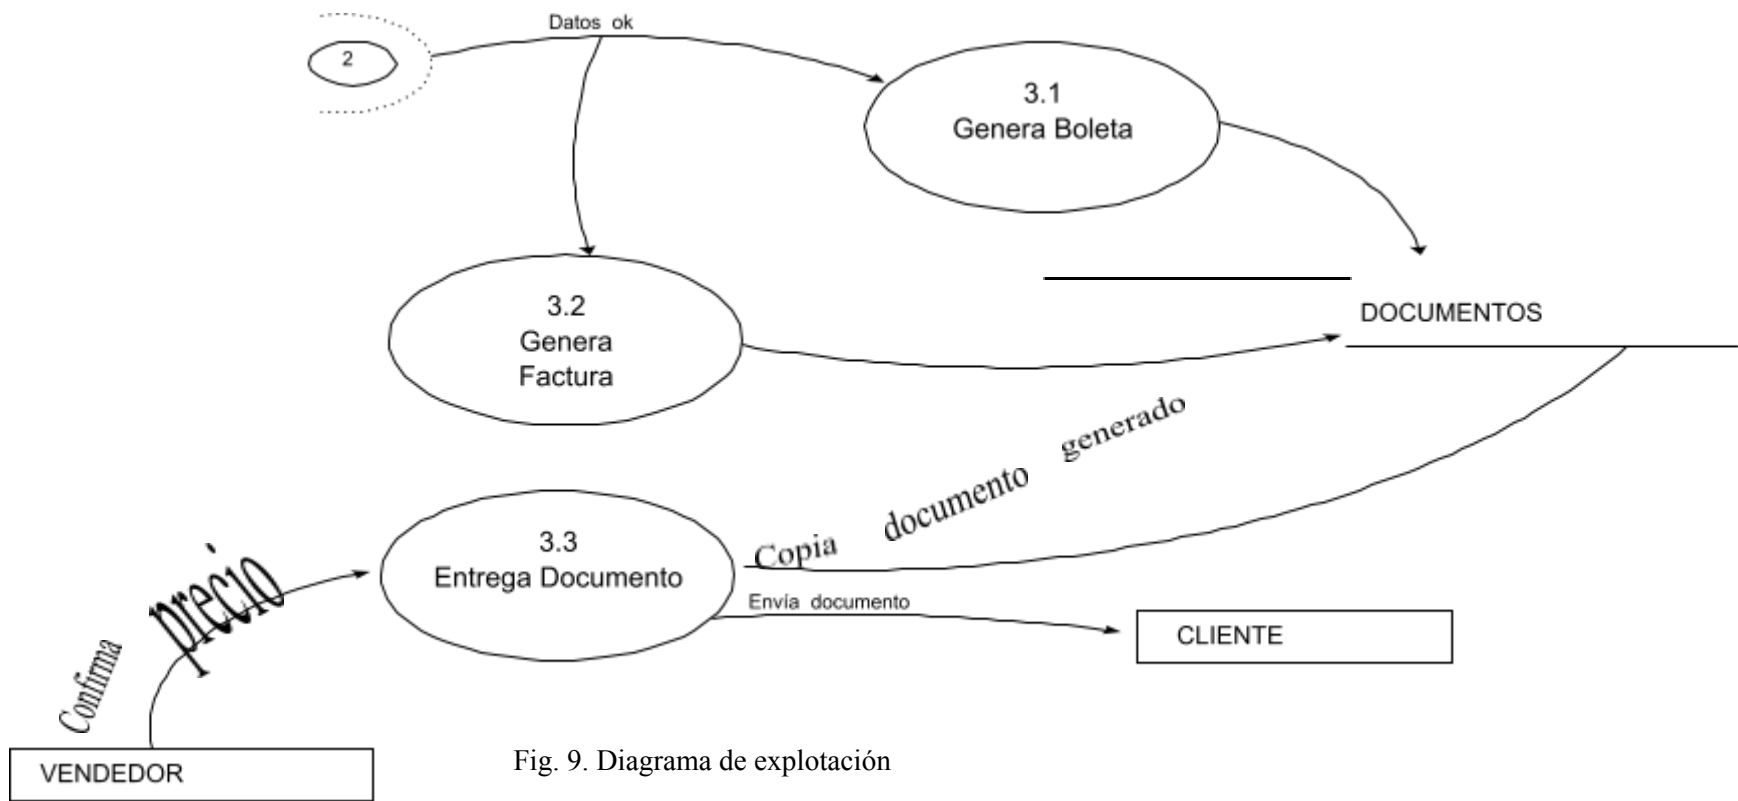 Datos ok
2
3.1
Genera Boleta
3.2
Genera
Factura
DOCUMENTOS
Copia documento generado
3.3
Entrega Documento
Envía documento
CLIENTE
Confirma precio
VENDEDOR
Fig. 9. Diagrama de explotación